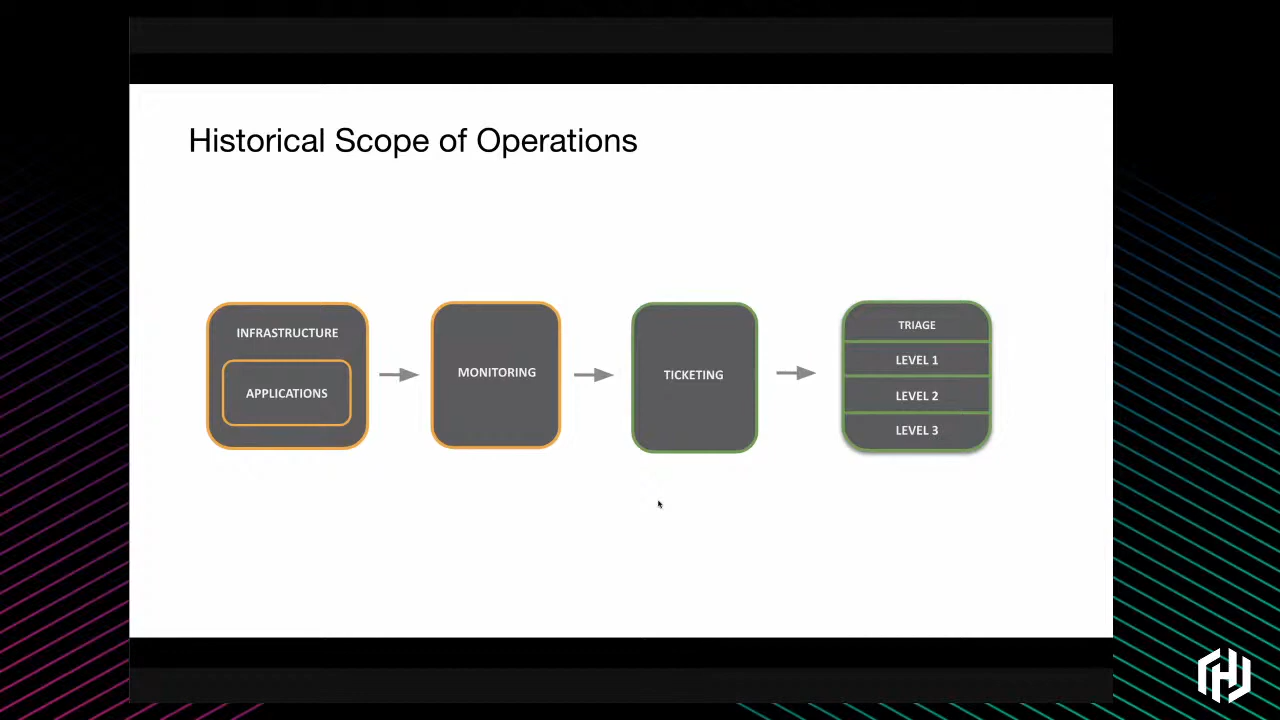 Historical Scope of Operations
INFRASTRUCTURE
APPLICATIONS
MONITORING
TICKETING
TRIAGE
LEVEL 1
LEVEL 2
LEVEL 3